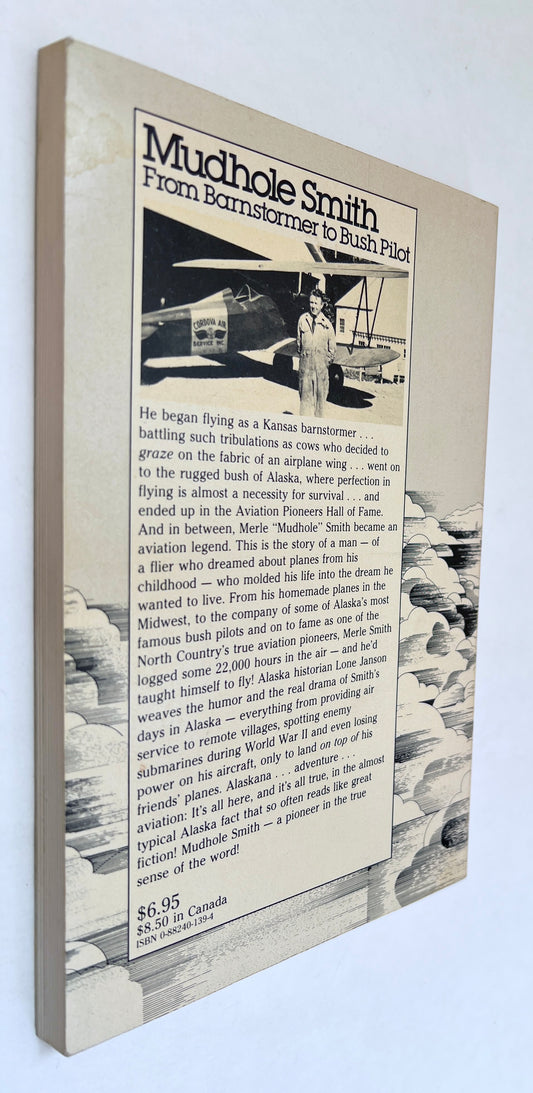 Mudhole Smith
From Barnstormer to Bush Pilot
CORDOVA AIR
SERVICE INC.
He began flying as a Kansas barnstormer . . .
battling such tribulations as cows who decided to
graze on the fabric of an airplane wing . . . went on
to the rugged bush of Alaska, where perfection in
flying is almost a necessity for survival . . . and
ended up in the Aviation Pioneers Hall of Fame.
And in between, Merle “Mudhole” Smith became an
aviation legend. This is the story of a man — of
a flier who dreamed about planes from his
childhood — who molded his life into the dream he
wanted to live. From his homemade planes in the
Midwest, to the company of some of Alaska's most
famous bush pilots and on to fame as one of the
North Country's true aviation pioneers, Merle Smith
logged some 22,000 hours in the air — and he'd
taught himself to fly! Alaska historian Lone Janson
weaves the humor and the real drama of Smith's
days in Alaska — everything from providing air
service to remote villages, spotting enemy
submarines during World War II and even losing
power on his aircraft, only to land on top of his
friends' planes. Alaskana . . . adventure . . .
aviation: It's all here, and it's all true, in the almost
typical Alaska fact that so often reads like great
fiction! Mudhole Smith — a pioneer in the true
sense of the word!
$6.95
$8.50 in Canada
ISBN 0-88240-139-4